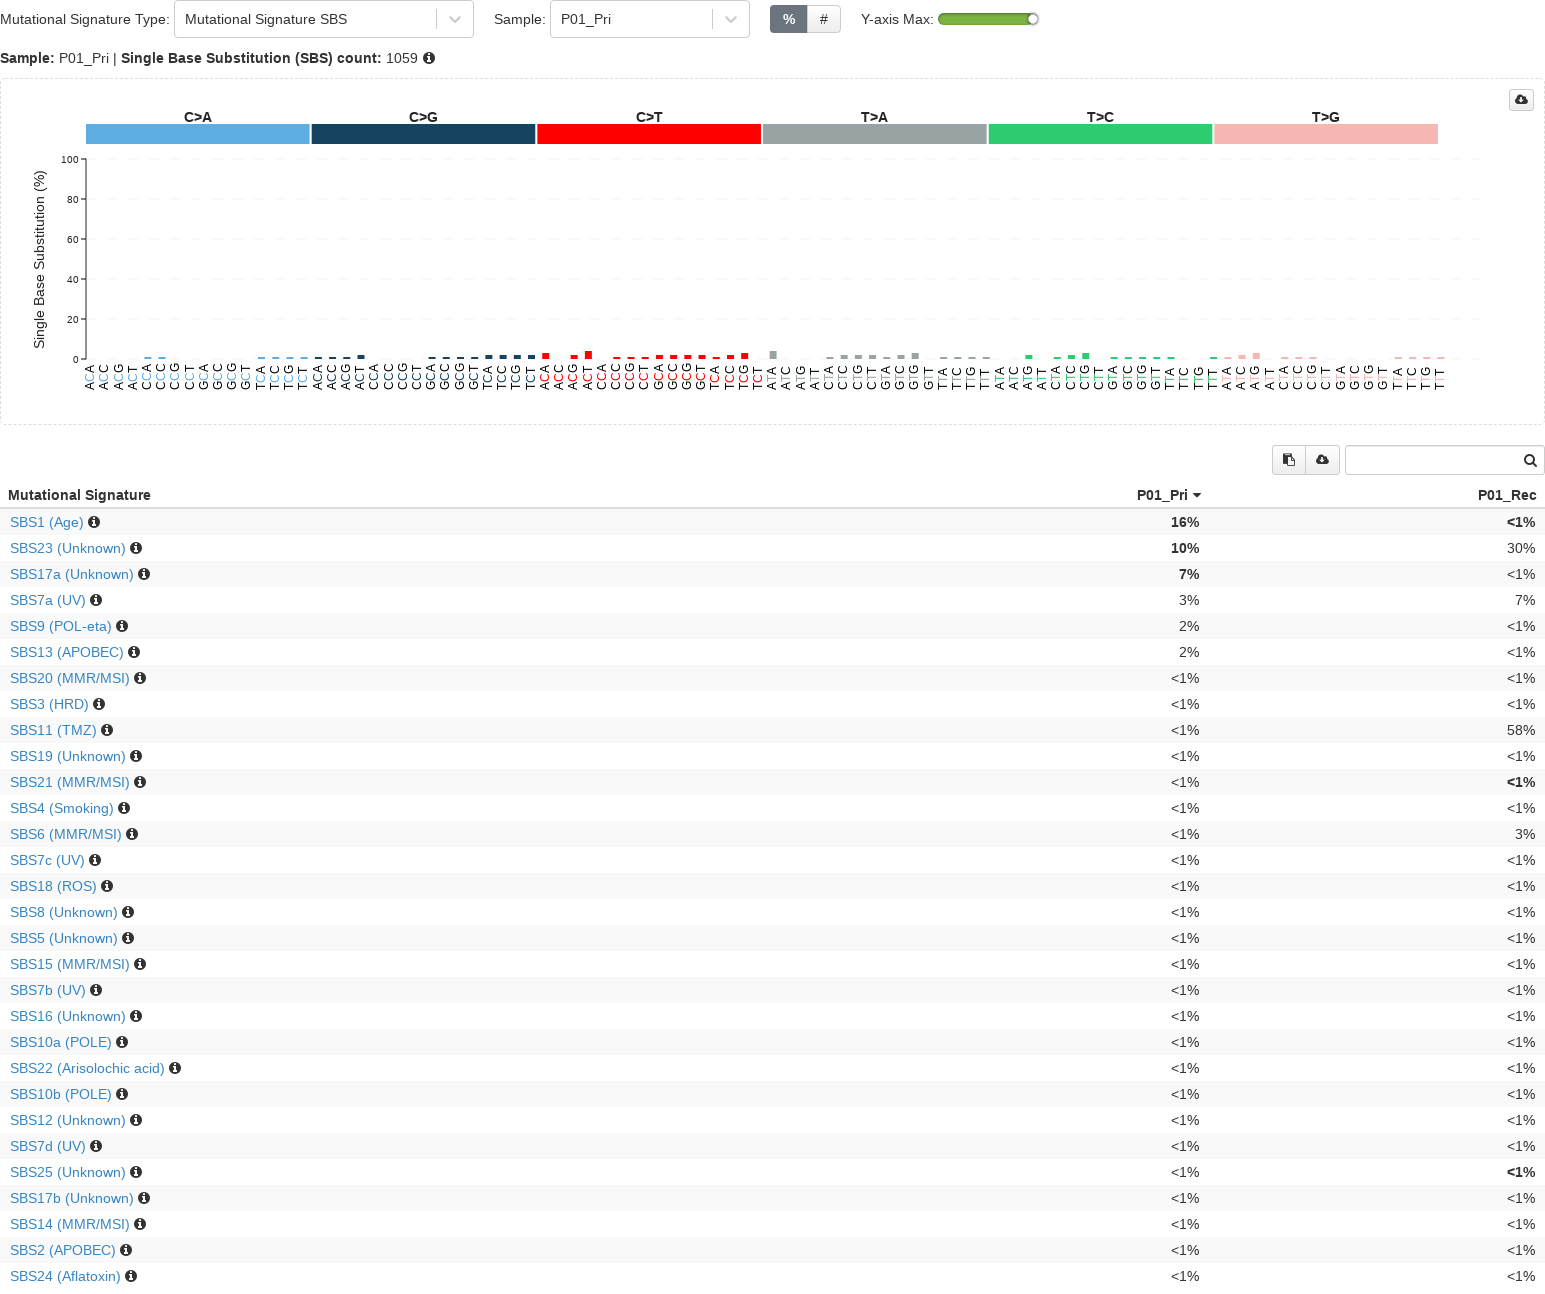 Mutational Signature Type: Mutational Signature SBS Sample: P01_Pri % # Y-axis Max:
Sample: P01_Pri | Single Base Substitution (SBS) count: 1059
C>A C>G C>T T>A T>C T>G
Single Base Substitution (%)
100
80
60
40
20
0
ACA ACC ACG ACT CCA CCC CCG CCT GCA GCC GCG GCT TCA TCC TCG TCT ACA ACC ACG ACT CCA CCC CCG CCT GCA GCC GCG GCT TCA TCC TCG TCT ACA ACC ACG ACT CCA CCC CCG CCT GCA GCC GCG GCT TCA TCC TCG TCT ATA ATC ATG ATT CTA CTC CTG CTT GTA GTC GTG GTT TTA TTC TTG TTT ATA ATC ATG ATT CTA CTC CTG CTT GTA GTC GTG GTT TTA TTC TTG TTT ATA ATC ATG ATT CTA CTC CTG CTT GTA GTC GTG GTT TTA TTC TTG TTT
Mutational Signature P01_Pri P01_Rec
SBS1 (Age) 16% <1%
SBS23 (Unknown) 10% 30%
SBS17a (Unknown) 7% <1%
SBS7a (UV) 3% 7%
SBS9 (POL-eta) 2% <1%
SBS13 (APOBEC) 2% <1%
SBS20 (MMR/MSI) <1% <1%
SBS3 (HRD) <1% <1%
SBS11 (TMZ) <1% 58%
SBS19 (Unknown) <1% <1%
SBS21 (MMR/MSI) <1% <1%
SBS4 (Smoking) <1% <1%
SBS6 (MMR/MSI) <1% 3%
SBS7c (UV) <1% <1%
SBS18 (ROS) <1% <1%
SBS8 (Unknown) <1% <1%
SBS5 (Unknown) <1% <1%
SBS15 (MMR/MSI) <1% <1%
SBS7b (UV) <1% <1%
SBS16 (Unknown) <1% <1%
SBS10a (POLE) <1% <1%
SBS22 (Arisolochic acid) <1% <1%
SBS10b (POLE) <1% <1%
SBS12 (Unknown) <1% <1%
SBS7d (UV) <1% <1%
SBS25 (Unknown) <1% <1%
SBS17b (Unknown) <1% <1%
SBS14 (MMR/MSI) <1% <1%
SBS2 (APOBEC) <1% <1%
SBS24 (Aflatoxin) <1% <1%